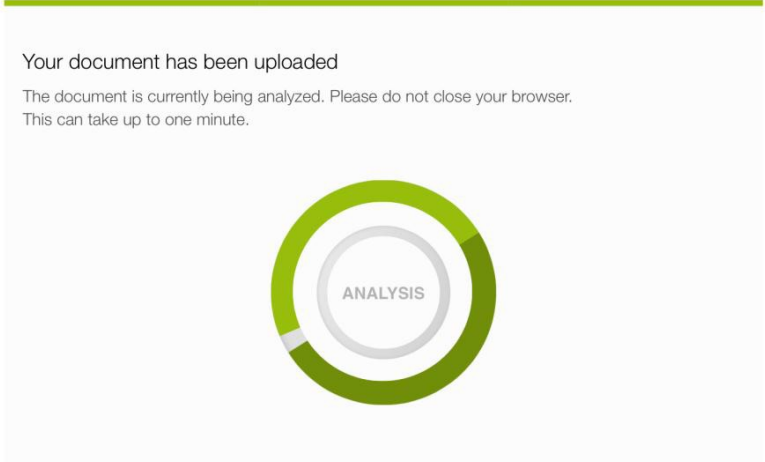 Your document has been uploaded
The document is currently being analyzed. Please do not close your browser.
This can take up to one minute.
ANALYSIS